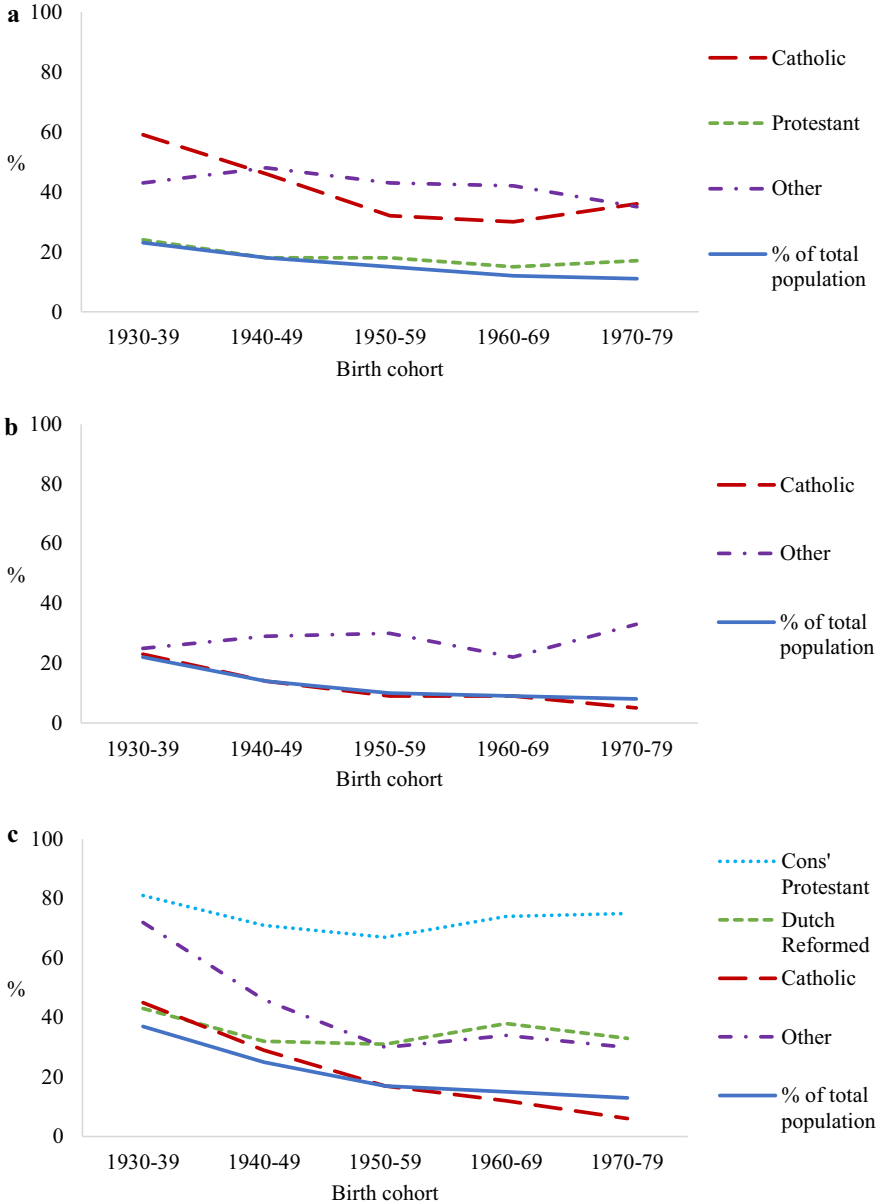 a
100
80
60
40
20
0
%
1930-39 1940-49 1950-59 1960-69 1970-79
Birth cohort
Catholic
Protestant
Other
% of total
population
b
100
80
60
40
20
0
%
1930-39 1940-49 1950-59 1960-69 1970-79
Birth cohort
Catholic
Other
% of total
population
c
100
80
60
40
20
0
%
1930-39 1940-49 1950-59 1960-69 1970-79
Birth cohort
Cons'
Protestant
Dutch
Reformed
Catholic
Other
% of total
population